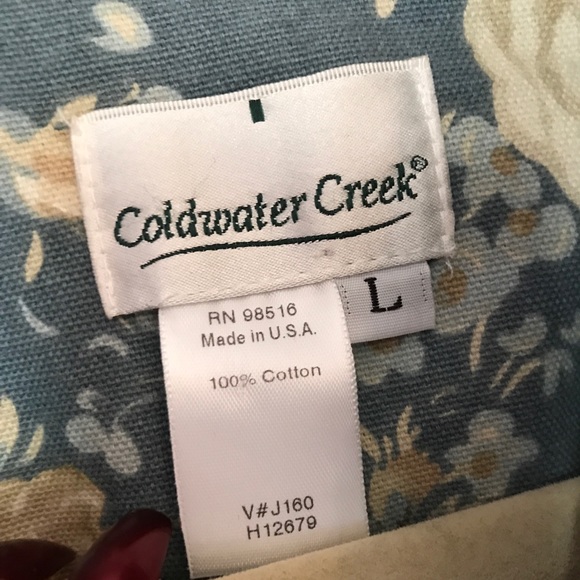 Coldwater Creek®
L
RN 98516
Made in U.S.A.
100% Cotton
V#J160
H12679